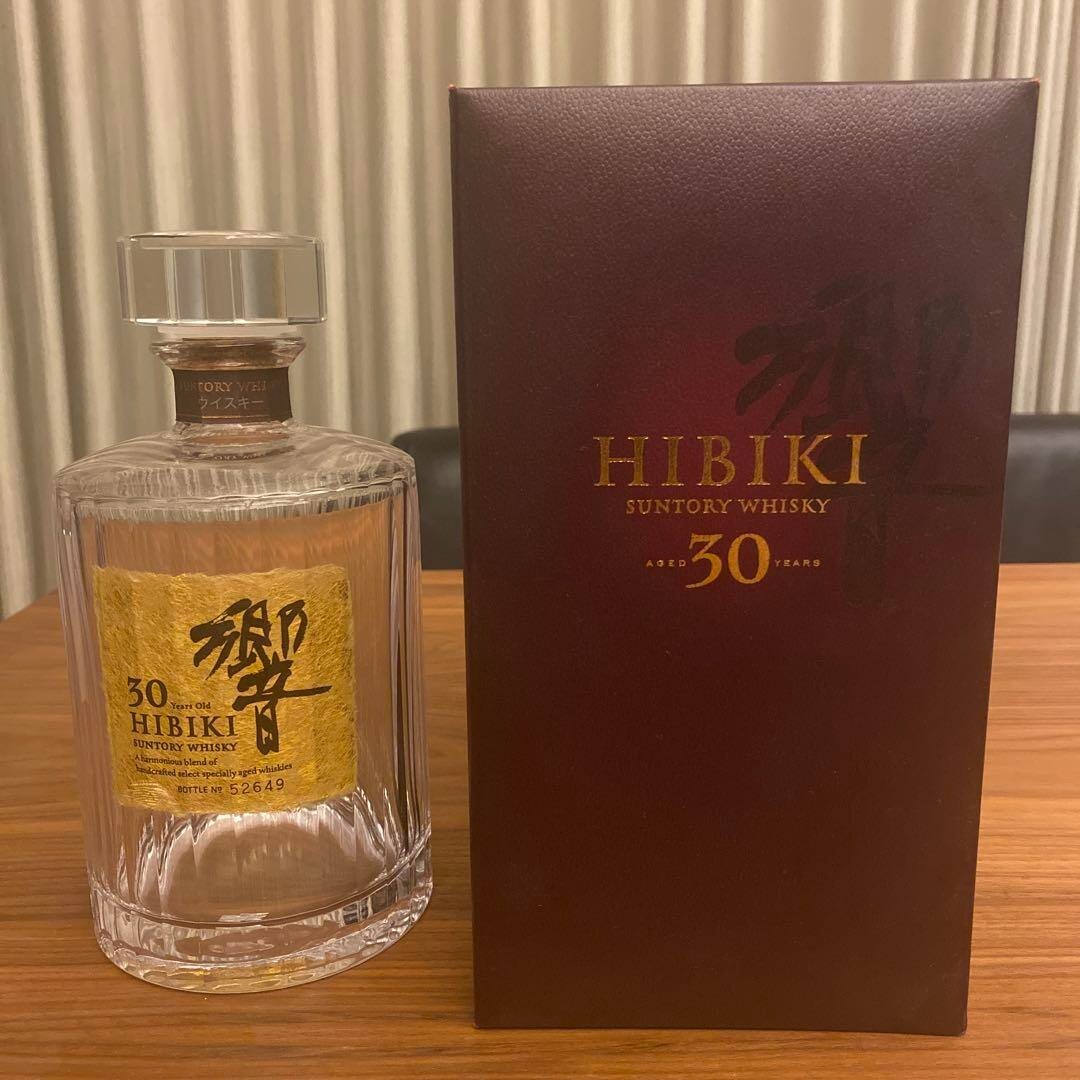 SUNTORY WHI
ウイスキー
響
30 Years Old
HIBIKI
SUNTORY WHISKY
A harmonious blend of
handcrafted select specially aged whiskies
BOTTLE Nº 52649
響
HIBIKI
SUNTORY WHISKY
AGED 30 YEARS